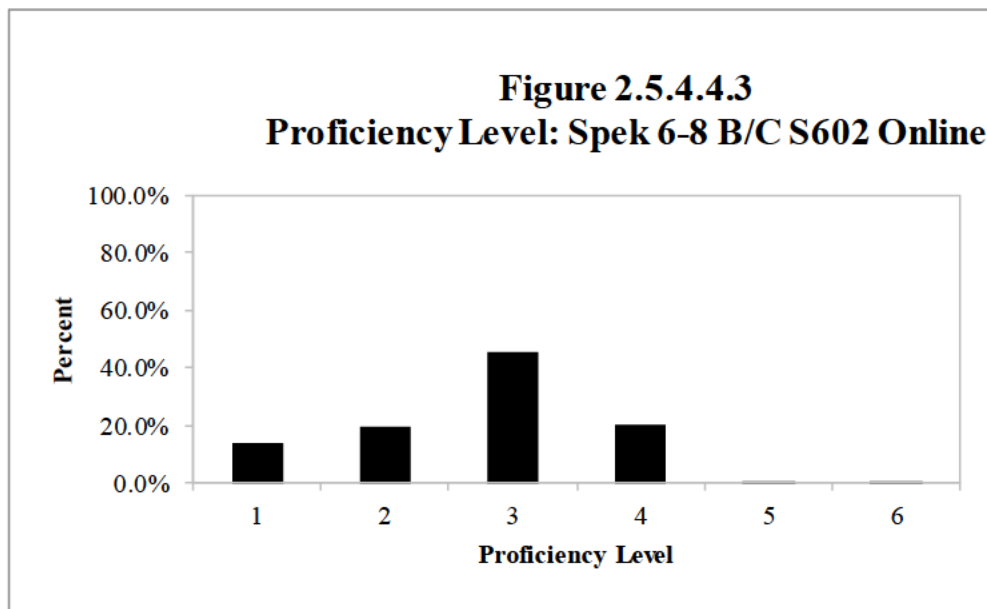 Figure 2.5.4.4.3
Proficiency Level: Spek 6-8 B/C S602 Online
100.0%
80.0%
60.0%
40.0%
20.0%
0.0%
Percent
1 2 3 4 5 6
Proficiency Level